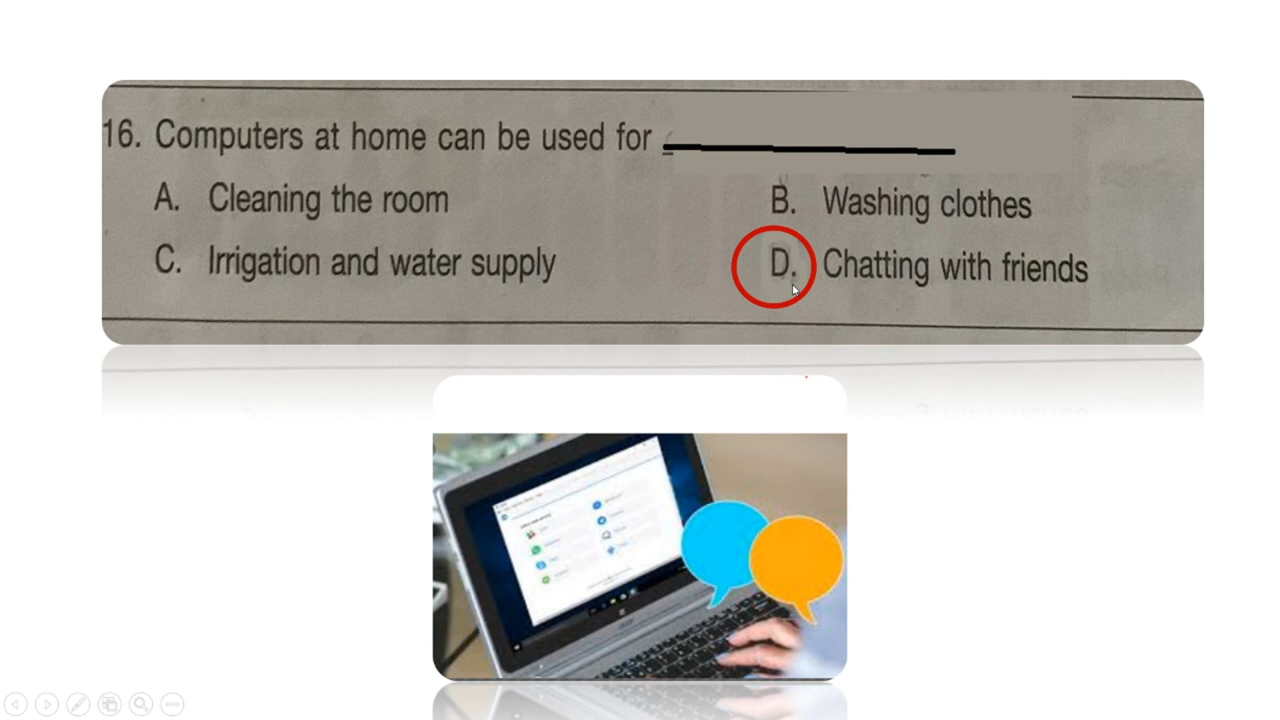 16. Computers at home can be used for
A. Cleaning the room B. Washing clothes
C. Irrigation and water supply D. Chatting with friends